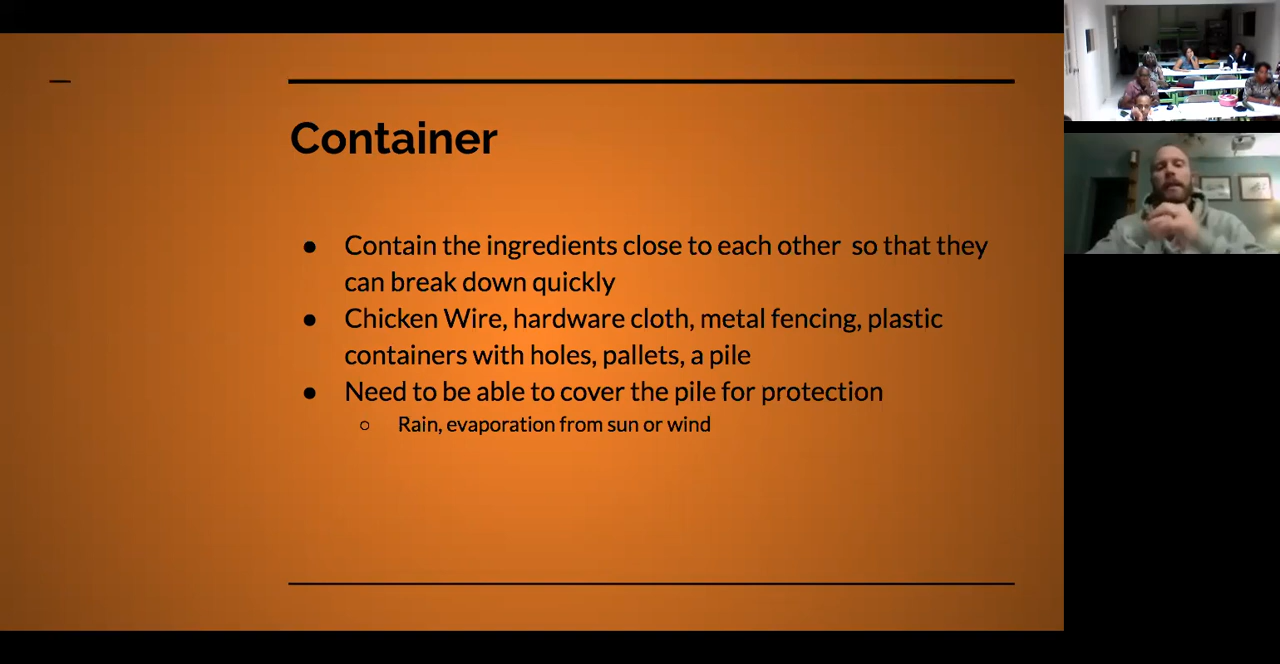 Container
● Contain the ingredients close to each other so that they
can break down quickly
● Chicken Wire, hardware cloth, metal fencing, plastic
containers with holes, pallets, a pile
● Need to be able to cover the pile for protection
○ Rain, evaporation from sun or wind